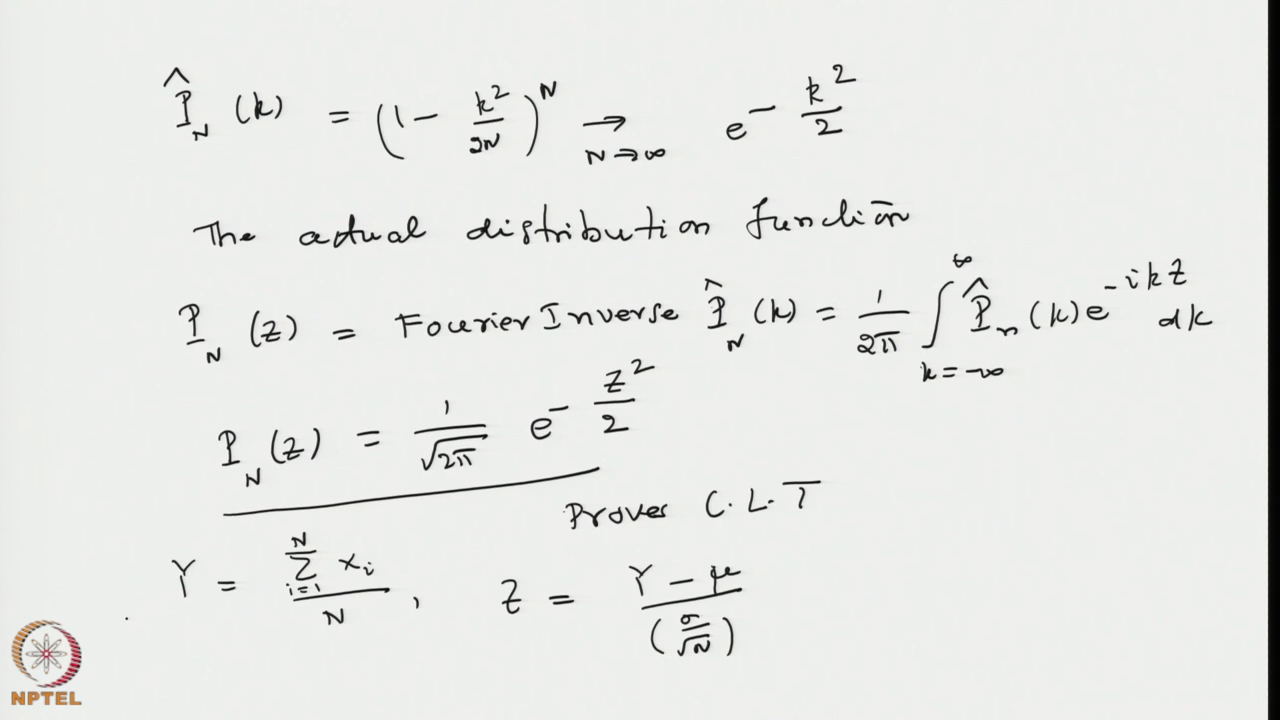 P̂_N (k) = (1 - k²/2N)^N → N→∞ e^-k²/2
The actual distribution function
P_N (z) = Fourier Inverse P̂_N (k) = 1/2π ∫_{k=-∞}^{∞} P̂_n (k) e^{-ikz} dk
P_N (z) = 1/√2π e^-z²/2
Proves C.L.T
Y = Σ_{i=1}^{N} x_i / N , Z = Y - μ / (σ/√N)
NPTEL